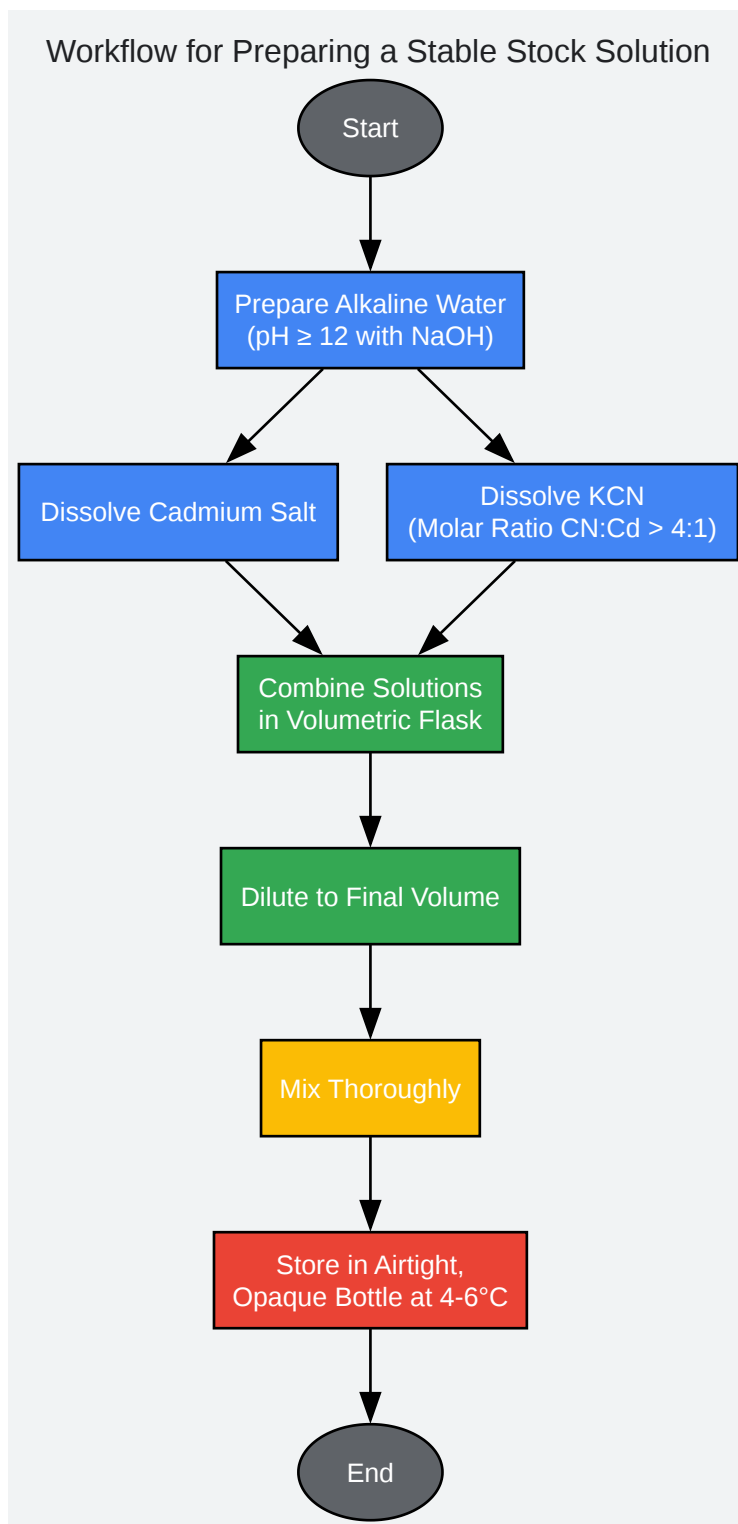 Workflow for Preparing a Stable Stock Solution
Start
Prepare Alkaline Water
(pH ≥ 12 with NaOH)
Dissolve Cadmium Salt
Dissolve KCN
(Molar Ratio CN:Cd > 4:1)
Combine Solutions
in Volumetric Flask
Dilute to Final Volume
Mix Thoroughly
Store in Airtight,
Opaque Bottle at 4-6°C
End